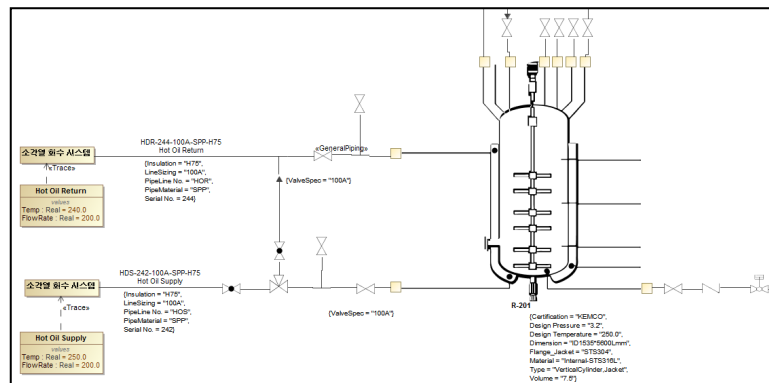 소각열 회수 시스템
«Trace»
Hot Oil Return
values
Temp : Real = 240.0
FlowRate : Real = 200.0
HDR-244-100A-SPP-H75
Hot Oil Return
{Insulation = "H75",
LineSizing = "100A",
PipeLine No. = "HOR",
PipeMaterial = "SPP",
Serial No. = 244}
«GeneralPiping»
{ValveSpec = "100A"}
소각열 회수 시스템
«Trace»
Hot Oil Supply
values
Temp : Real = 250.0
FlowRate : Real = 200.0
HDS-242-100A-SPP-H75
Hot Oil Supply
{Insulation = "H75",
LineSizing = "100A",
PipeLine No. = "HOS",
PipeMaterial = "SPP",
Serial No. = 242}
{ValveSpec = "100A"}
R-201
{Certification = "KEMCO",
Design Pressure = "3.2",
Design Temperature = "250.0",
Dimension = "ID1535*5600Lmm",
Flange_Jacket = "STS304",
Material = "Internal-STS316L",
Type = "VerticalCylinder,Jacket",
Volume = "7.5"}